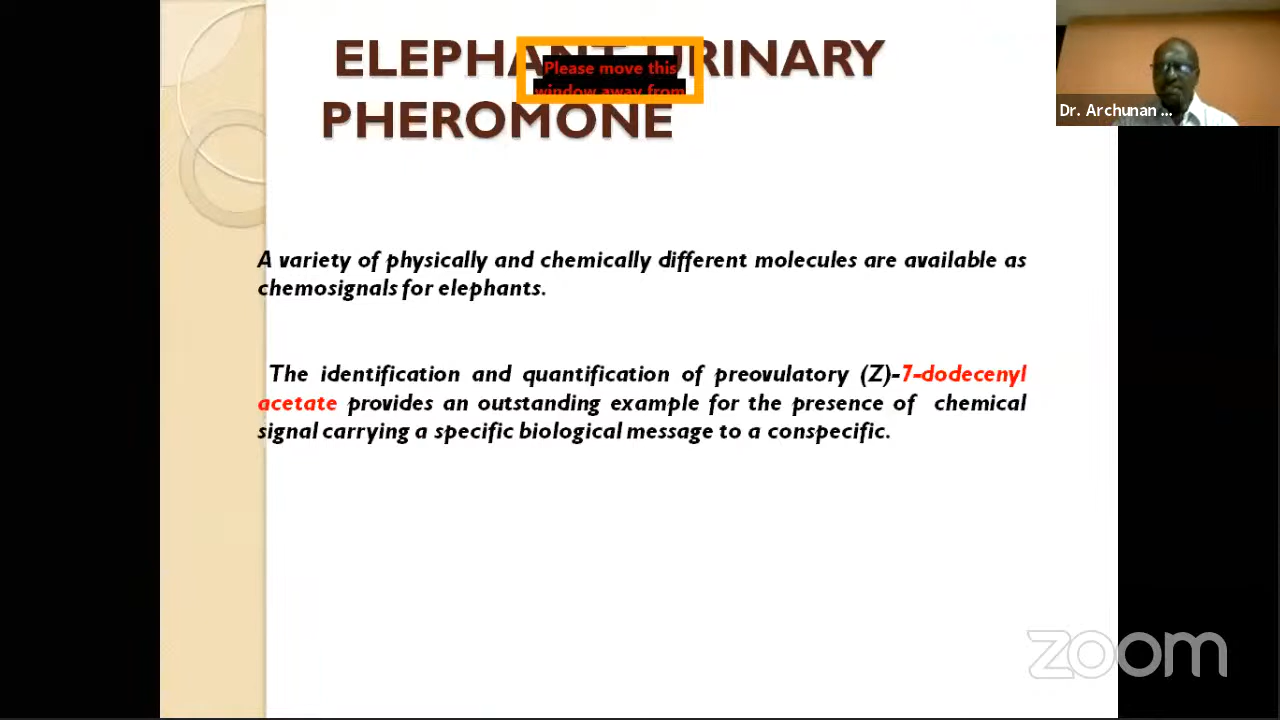 ELEPHANT URINARY
Please move this
window away from
PHEROMONE
Dr. Archunan ...
A variety of physically and chemically different molecules are available as
chemosignals for elephants.
The identification and quantification of preovulatory (Z)-7-dodecenyl
acetate provides an outstanding example for the presence of chemical
signal carrying a specific biological message to a conspecific.
zoom